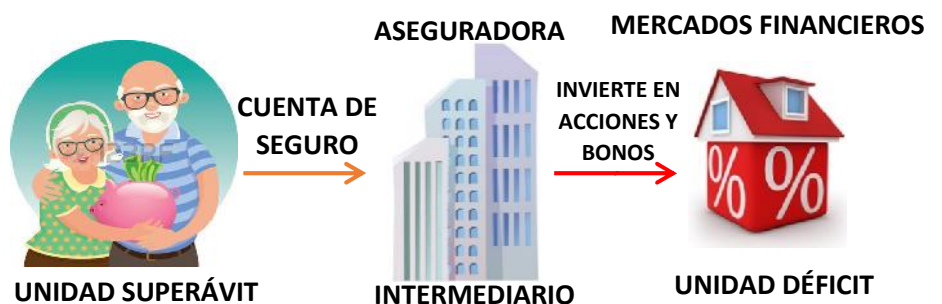 ASEGURADORA
MERCADOS FINANCIEROS
CUENTA DE
SEGURO
INVIERTE EN
ACCIONES Y
BONOS
% %
UNIDAD SUPERÁVIT
INTERMEDIARIO
UNIDAD DÉFICIT